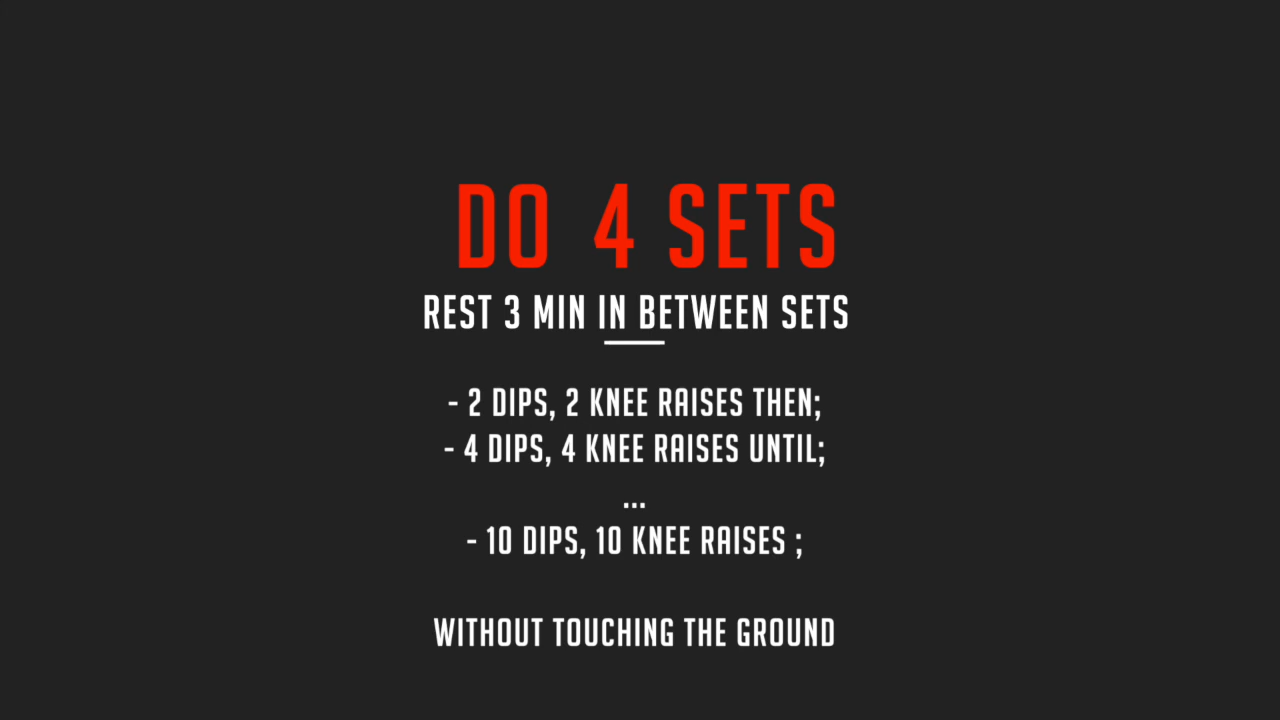 DO 4 SETS
REST 3 MIN IN BETWEEN SETS
- 2 DIPS, 2 KNEE RAISES THEN;
- 4 DIPS, 4 KNEE RAISES UNTIL;
...
- 10 DIPS, 10 KNEE RAISES ;
WITHOUT TOUCHING THE GROUND